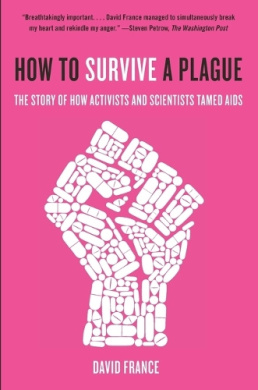 "Breathtakingly important.... David France managed to simultaneously break
my heart and rekindle my anger." —Steven Petrow, The Washington Post
HOW TO SURVIVE A PLAGUE
THE STORY OF HOW ACTIVISTS AND SCIENTISTS TAMED AIDS
DAVID FRANCE